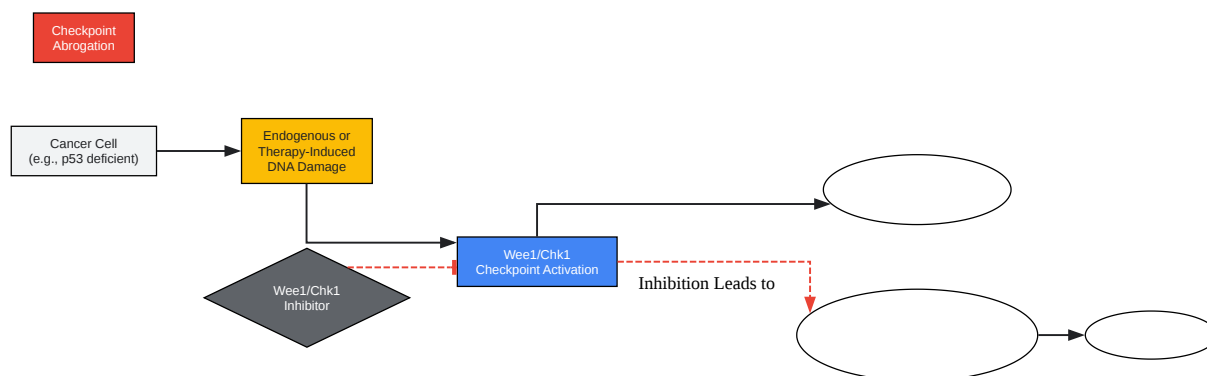 Checkpoint
Abrogation
Cancer Cell
(e.g., p53 deficient)
Endogenous or
Therapy-Induced
DNA Damage
Wee1/Chk1
Checkpoint Activation
Wee1/Chk1
Inhibitor
Inhibition Leads to